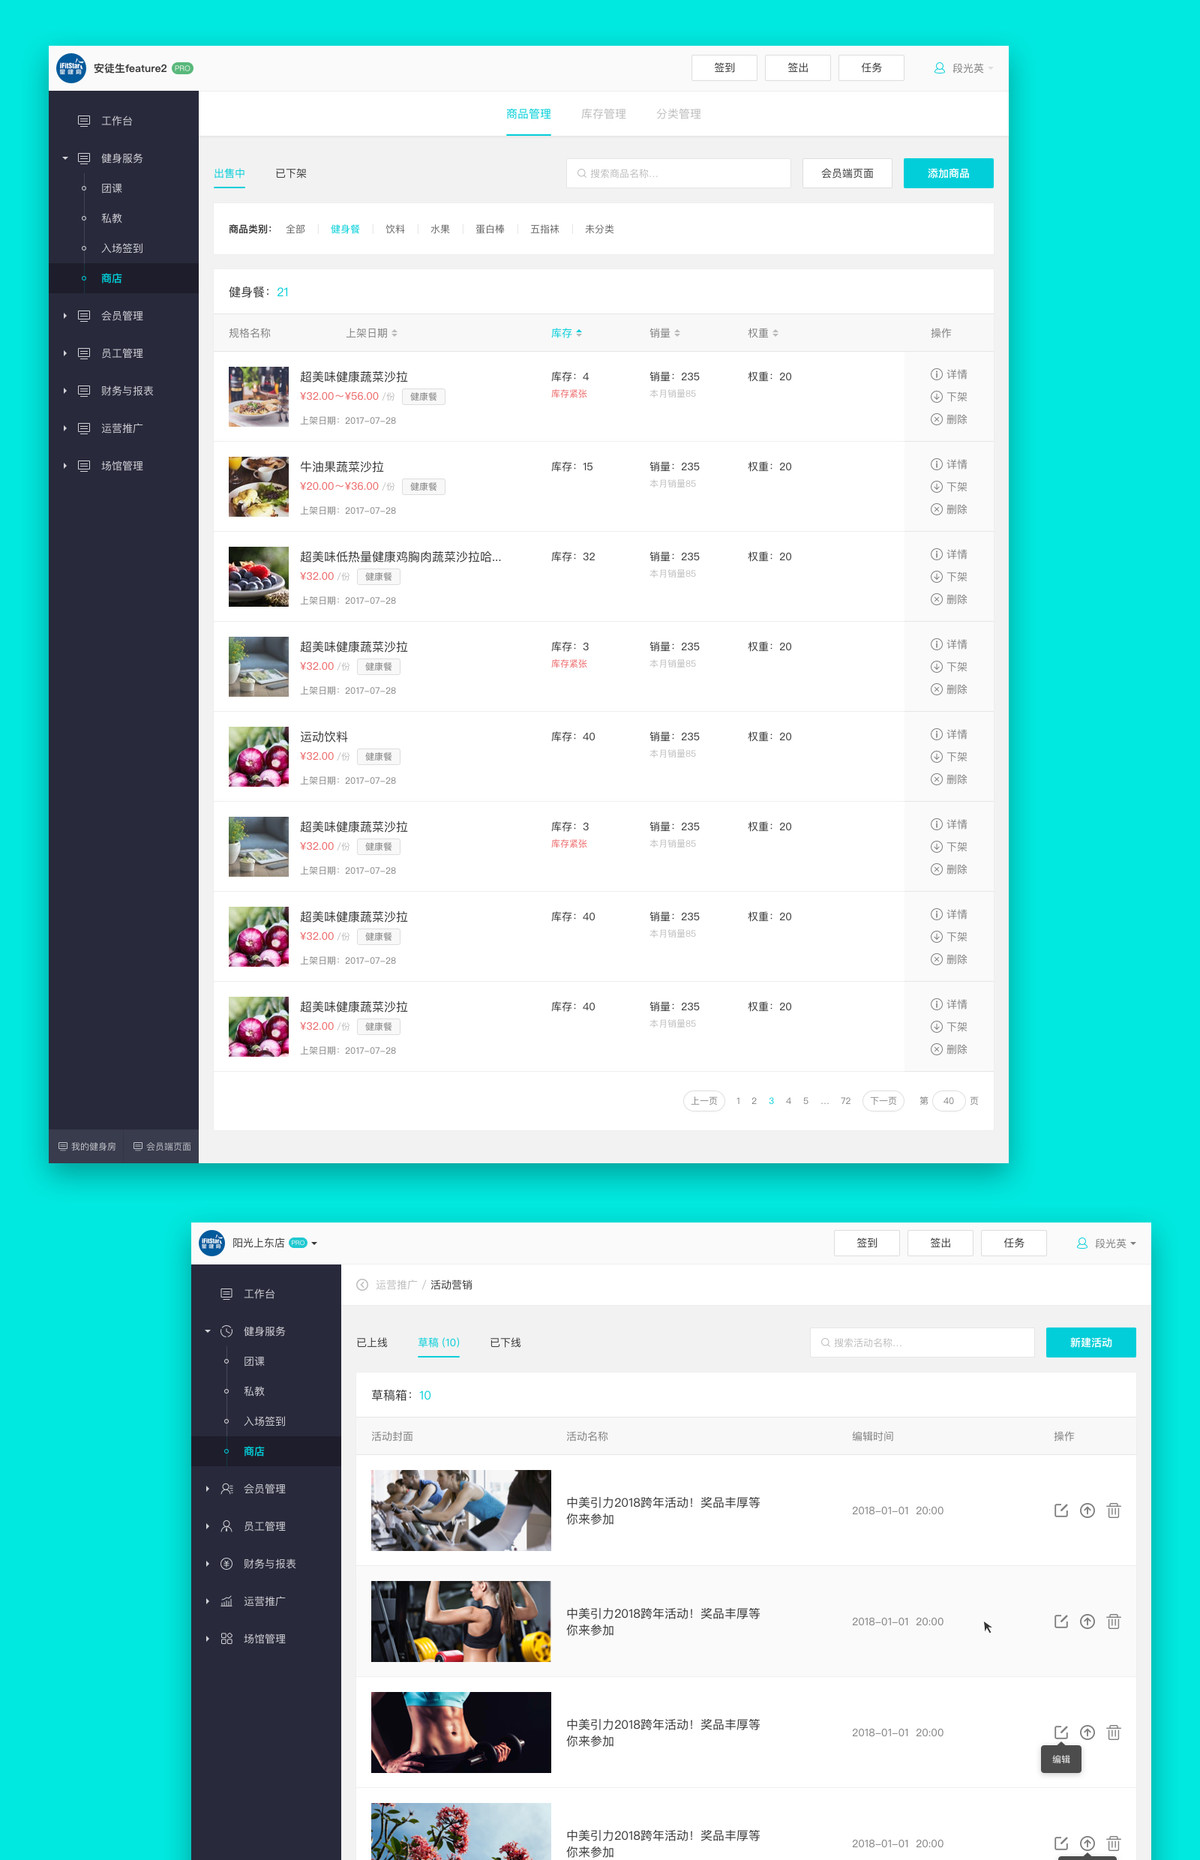 iFitStar
星健身
安徒生feature2 PRO
签到 签出 任务 段光英
工作台
健身服务
团课
私教
入场签到
商店
会员管理
员工管理
财务与报表
运营推广
场馆管理
我的健身房 会员端页面
商品管理 库存管理 分类管理
出售中 已下架 搜索商品名称... 会员端页面 添加商品
商品类别： 全部 健身餐 饮料 水果 蛋白棒 五指袜 未分类
健身餐：21
规格名称 上架日期 库存 销量 权重 操作
超美味健康蔬菜沙拉 库存：4 销量：235 权重：20 详情
¥32.00～¥56.00 /份 健康餐 库存紧张 本月销量85 下架
上架日期：2017-07-28 删除
牛油果蔬菜沙拉 库存：15 销量：235 权重：20 详情
¥20.00～¥36.00 /份 健康餐 本月销量85 下架
上架日期：2017-07-28 删除
超美味低热量健康鸡胸肉蔬菜沙拉哈... 库存：32 销量：235 权重：20 详情
¥32.00 /份 健康餐 本月销量85 下架
上架日期：2017-07-28 删除
超美味健康蔬菜沙拉 库存：3 销量：235 权重：20 详情
¥32.00 /份 健康餐 库存紧张 本月销量85 下架
上架日期：2017-07-28 删除
运动饮料 库存：40 销量：235 权重：20 详情
¥32.00 /份 健康餐 本月销量85 下架
上架日期：2017-07-28 删除
超美味健康蔬菜沙拉 库存：3 销量：235 权重：20 详情
¥32.00 /份 健康餐 库存紧张 本月销量85 下架
上架日期：2017-07-28 删除
超美味健康蔬菜沙拉 库存：40 销量：235 权重：20 详情
¥32.00 /份 健康餐 本月销量85 下架
上架日期：2017-07-28 删除
超美味健康蔬菜沙拉 库存：40 销量：235 权重：20 详情
¥32.00 /份 健康餐 本月销量85 下架
上架日期：2017-07-28 删除
上一页 1 2 3 4 5 ... 72 下一页 第 40 页
iFitStar
星健身
阳光上东店 PRO
签到 签出 任务 段光英
工作台
健身服务
团课
私教
入场签到
商店
会员管理
员工管理
财务与报表
运营推广
场馆管理
运营推广 / 活动营销
已上线 草稿 (10) 已下线 搜索活动名称... 新建活动
草稿箱：10
活动封面 活动名称 编辑时间 操作
中美引力2018跨年活动！奖品丰厚等
你来参加
2018-01-01 20:00
中美引力2018跨年活动！奖品丰厚等
你来参加
2018-01-01 20:00
中美引力2018跨年活动！奖品丰厚等
你来参加
2018-01-01 20:00
编辑
中美引力2018跨年活动！奖品丰厚等
你来参加
2018-01-01 20:00